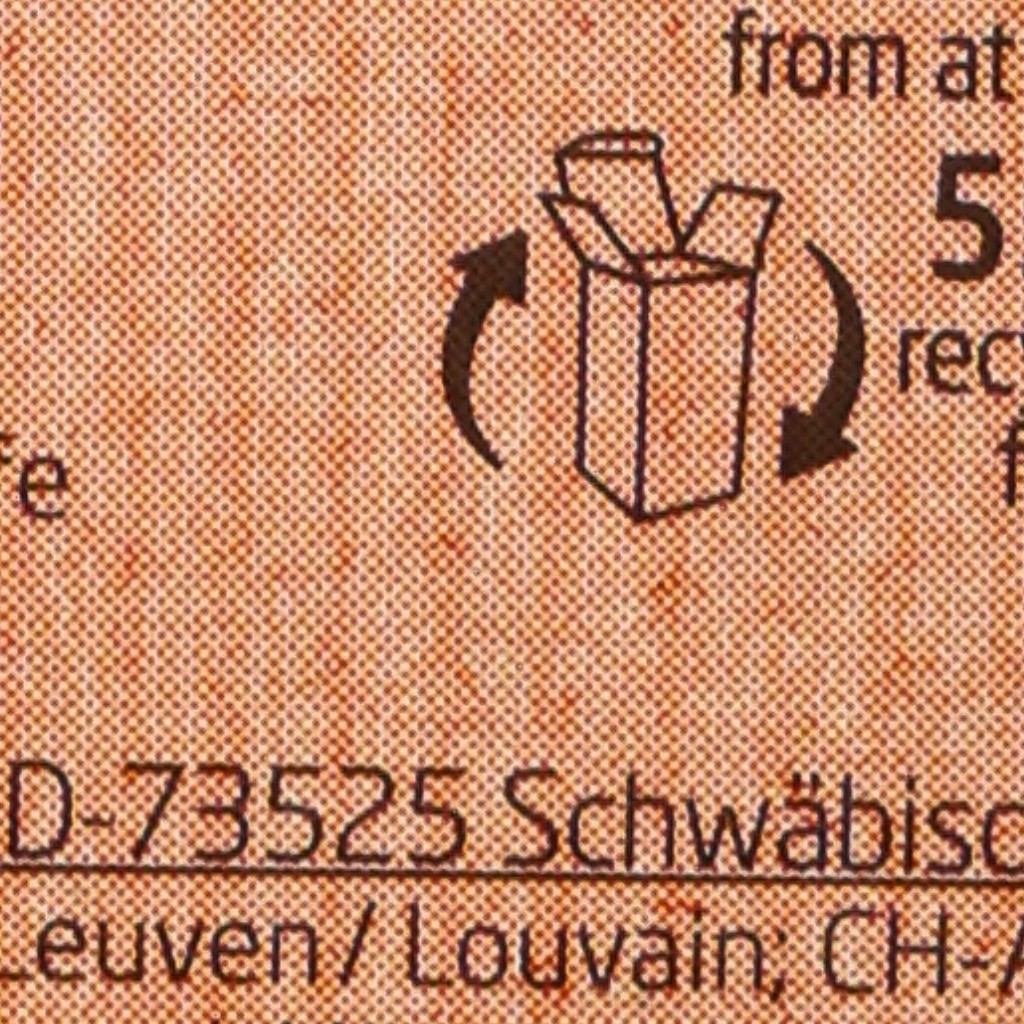 from at
5
rec
fe
f
D-73525 Schwäbisc
Leuven/ Louvain; CH-A